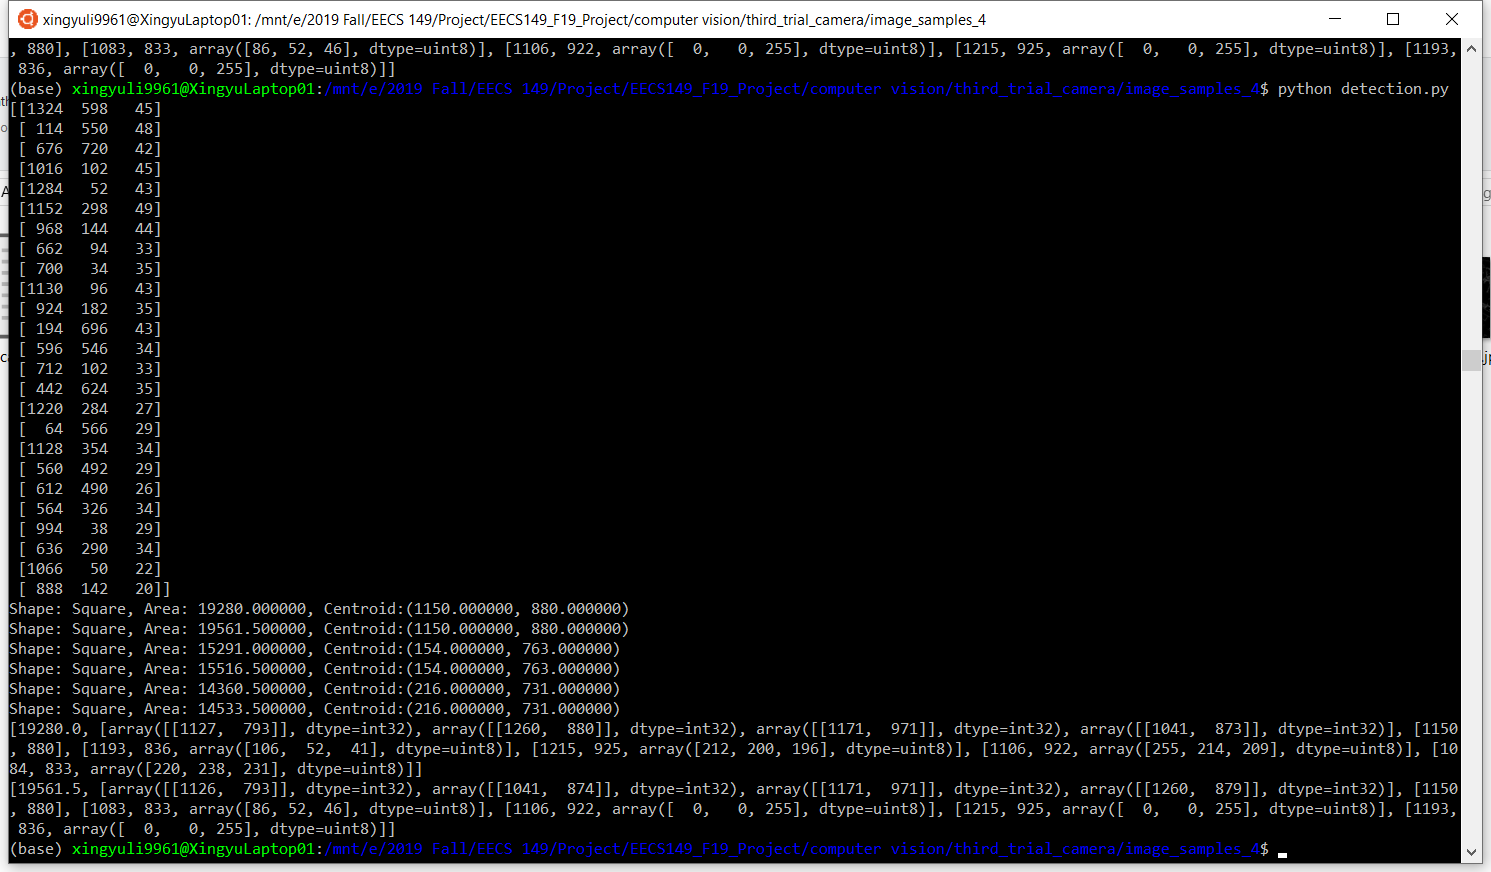 xingyuli9961@XingyuLaptop01: /mnt/e/2019 Fall/EECS 149/Project/EECS149_F19_Project/computer vision/third_trial_camera/image_samples_4
, 880], [1083, 833, array([86, 52, 46], dtype=uint8)], [1106, 922, array([  0,   0, 255], dtype=uint8)], [1215, 925, array([  0,   0, 255], dtype=uint8)], [1193,
 836, array([  0,   0, 255], dtype=uint8)]]
(base) xingyuli9961@XingyuLaptop01:/mnt/e/2019 Fall/EECS 149/Project/EECS149_F19_Project/computer vision/third_trial_camera/image_samples_4$ python detection.py
[[1324  598   45]
 [ 114  550   48]
 [ 676  720   42]
 [1016  102   45]
 [1284   52   43]
 [1152  298   49]
 [ 968  144   44]
 [ 662   94   33]
 [ 700   34   35]
 [1130   96   43]
 [ 924  182   35]
 [ 194  696   43]
 [ 596  546   34]
 [ 712  102   33]
 [ 442  624   35]
 [1220  284   27]
 [  64  566   29]
 [1128  354   34]
 [ 560  492   29]
 [ 612  490   26]
 [ 564  326   34]
 [ 994   38   29]
 [ 636  290   34]
 [1066   50   22]
 [ 888  142   20]]
Shape: Square, Area: 19280.000000, Centroid:(1150.000000, 880.000000)
Shape: Square, Area: 19561.500000, Centroid:(1150.000000, 880.000000)
Shape: Square, Area: 15291.000000, Centroid:(154.000000, 763.000000)
Shape: Square, Area: 15516.500000, Centroid:(154.000000, 763.000000)
Shape: Square, Area: 14360.500000, Centroid:(216.000000, 731.000000)
Shape: Square, Area: 14533.500000, Centroid:(216.000000, 731.000000)
[19280.0, [array([[1127,  793]], dtype=int32), array([[1260,  880]], dtype=int32), array([[1171,  971]], dtype=int32), array([[1041,  873]], dtype=int32)], [1150
, 880], [1193, 836, array([106,  52,  41], dtype=uint8)], [1215, 925, array([212, 200, 196], dtype=uint8)], [1106, 922, array([255, 214, 209], dtype=uint8)], [10
84, 833, array([220, 238, 231], dtype=uint8)]]
[19561.5, [array([[1126,  793]], dtype=int32), array([[1041,  874]], dtype=int32), array([[1171,  971]], dtype=int32), array([[1260,  879]], dtype=int32)], [1150
, 880], [1083, 833, array([86, 52, 46], dtype=uint8)], [1106, 922, array([  0,   0, 255], dtype=uint8)], [1215, 925, array([  0,   0, 255], dtype=uint8)], [1193,
 836, array([  0,   0, 255], dtype=uint8)]]
(base) xingyuli9961@XingyuLaptop01:/mnt/e/2019 Fall/EECS 149/Project/EECS149_F19_Project/computer vision/third_trial_camera/image_samples_4$